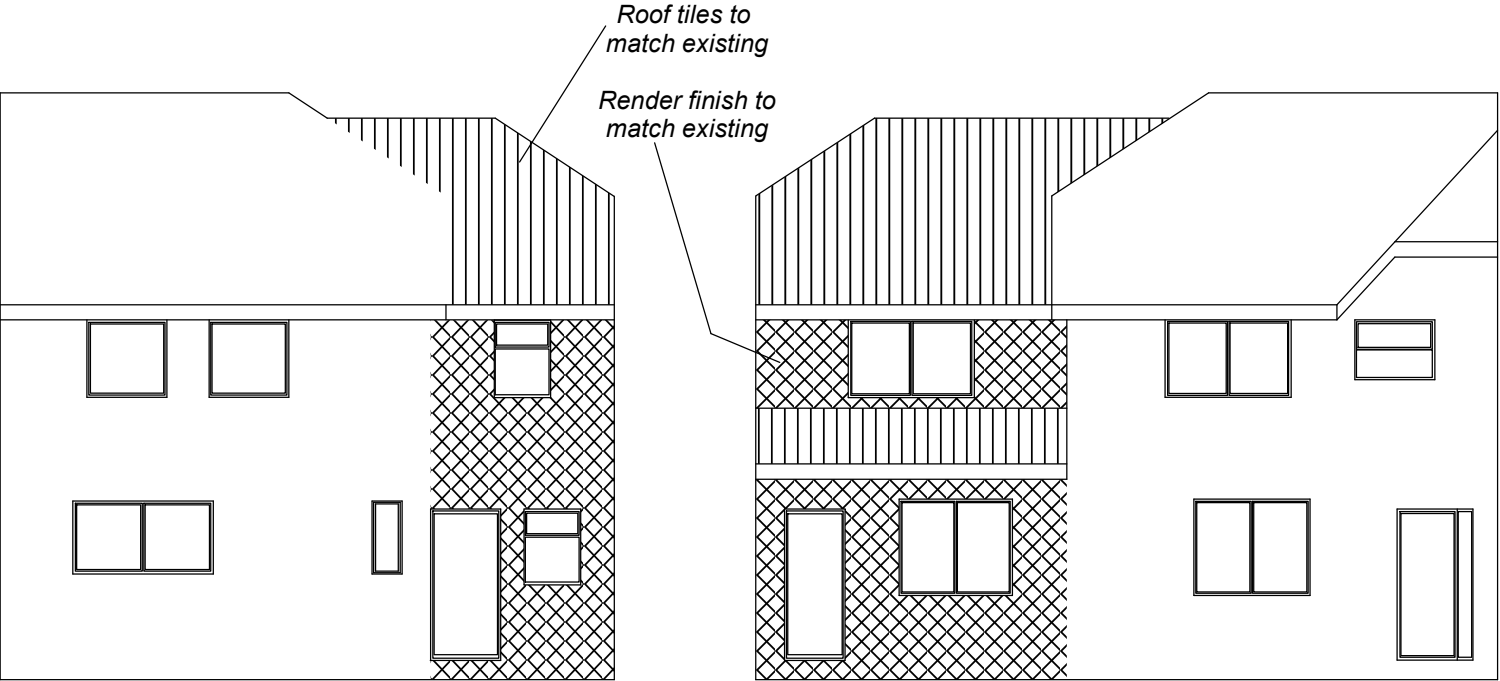 Roof tiles to
match existing
Render finish to
match existing